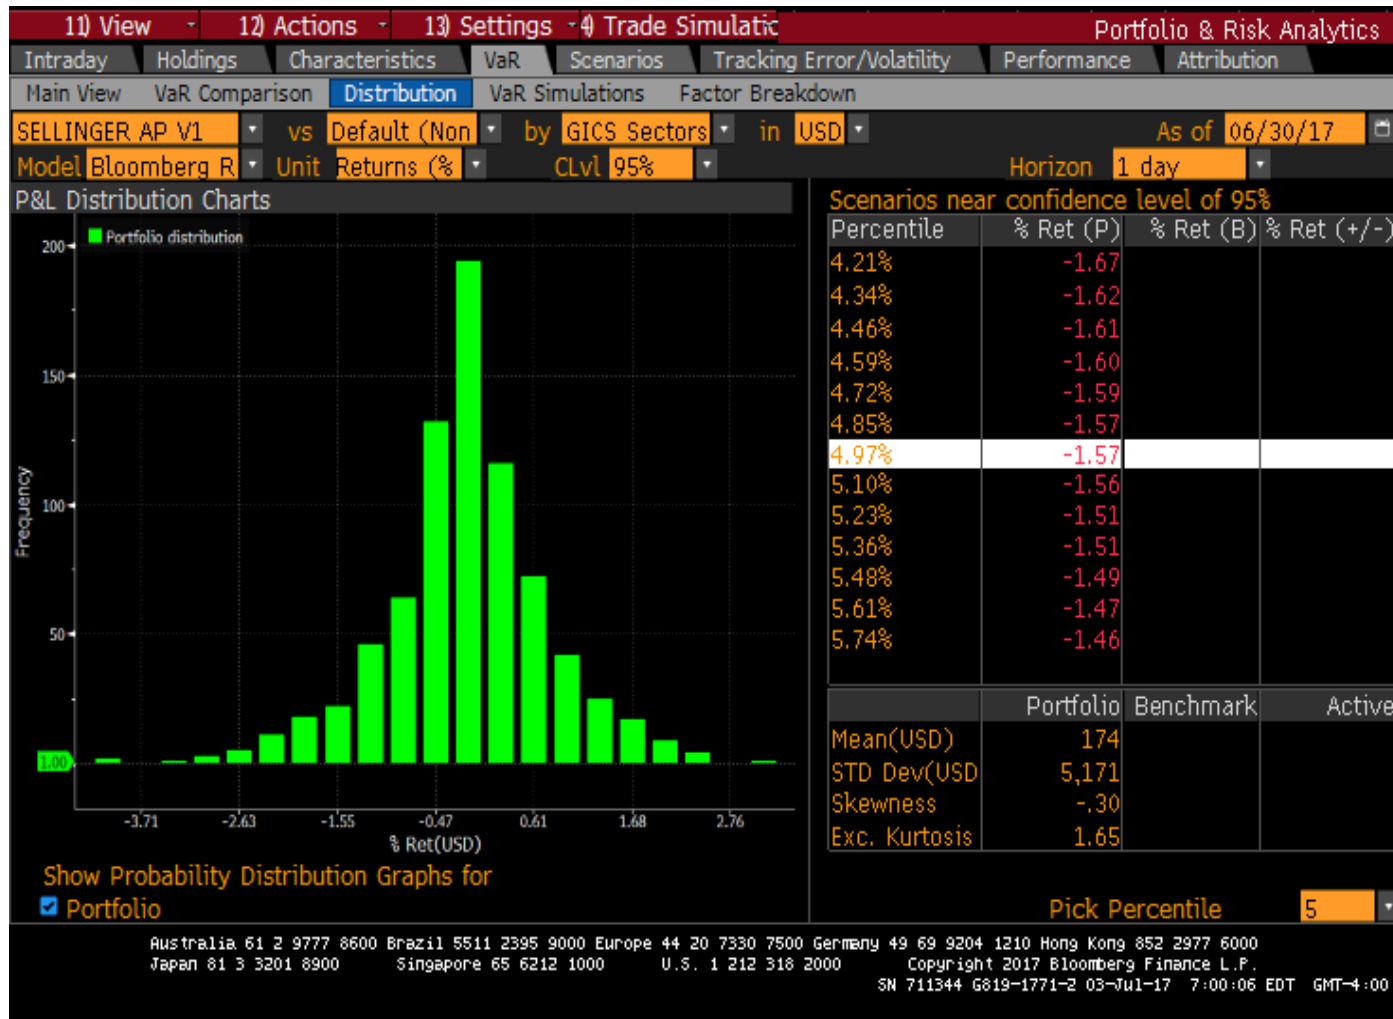 11) View 12) Actions 13) Settings 4) Trade Simulatic Portfolio & Risk Analytics
Intraday Holdings Characteristics VaR Scenarios Tracking Error/Volatility Performance Attribution
Main View VaR Comparison Distribution VaR Simulations Factor Breakdown
SELLINGER AP V1 vs Default (Non by GICS Sectors in USD As of 06/30/17
Model Bloomberg R Unit Returns (% CLvl 95% Horizon 1 day
P&L Distribution Charts
Portfolio distribution
200
150
100
50
1.00
Frequency
-3.71 -2.63 -1.55 -0.47 0.61 1.68 2.76
% Ret(USD)
Show Probability Distribution Graphs for
Portfolio
Scenarios near confidence level of 95%
Percentile % Ret (P) % Ret (B) % Ret (+/-)
4.21% -1.67
4.34% -1.62
4.46% -1.61
4.59% -1.60
4.72% -1.59
4.85% -1.57
4.97% -1.57
5.10% -1.56
5.23% -1.51
5.36% -1.51
5.48% -1.49
5.61% -1.47
5.74% -1.46
Portfolio Benchmark Active
Mean(USD) 174
STD Dev(USD 5,171
Skewness -.30
Exc. Kurtosis 1.65
Pick Percentile 5
Australia 61 2 9777 8600 Brazil 5511 2395 9000 Europe 44 20 7330 7500 Germany 49 69 9204 1210 Hong Kong 852 2977 6000
Japan 81 3 3201 8900 Singapore 65 6212 1000 U.S. 1 212 318 2000 Copyright 2017 Bloomberg Finance L.P.
SN 711344 G819-1771-2 03-Jul-17 7:00:06 EDT GMT-4:00